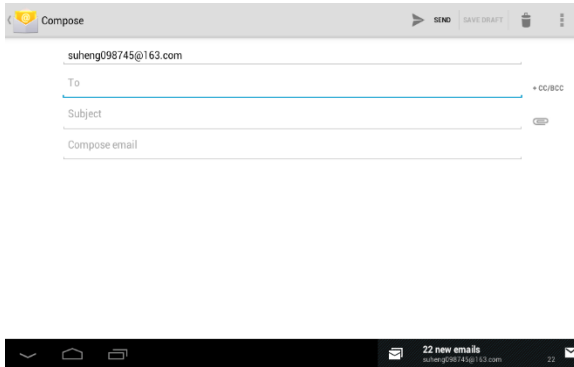 Compose
SEND
SAVE DRAFT
suheng098745@163.com
To
+ CC/BCC
Subject
Compose email
22 new emails
suheng098745@163.com
22